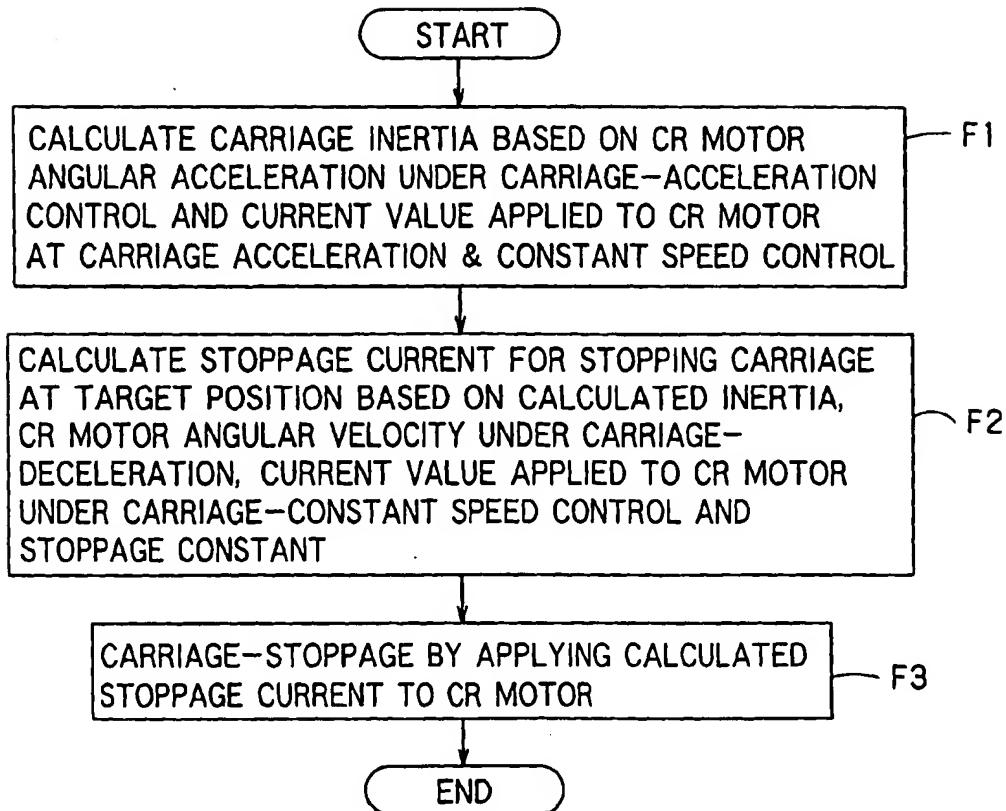 START
CALCULATE CARRIAGE INERTIA BASED ON CR MOTOR
ANGULAR ACCELERATION UNDER CARRIAGE-ACCELERATION
CONTROL AND CURRENT VALUE APPLIED TO CR MOTOR
AT CARRIAGE ACCELERATION & CONSTANT SPEED CONTROL
F1
CALCULATE STOPPAGE CURRENT FOR STOPPING CARRIAGE
AT TARGET POSITION BASED ON CALCULATED INERTIA,
CR MOTOR ANGULAR VELOCITY UNDER CARRIAGE-
DECELERATION, CURRENT VALUE APPLIED TO CR MOTOR
UNDER CARRIAGE-CONSTANT SPEED CONTROL AND
STOPPAGE CONSTANT
F2
CARRIAGE-STOPPAGE BY APPLYING CALCULATED
STOPPAGE CURRENT TO CR MOTOR
F3
END